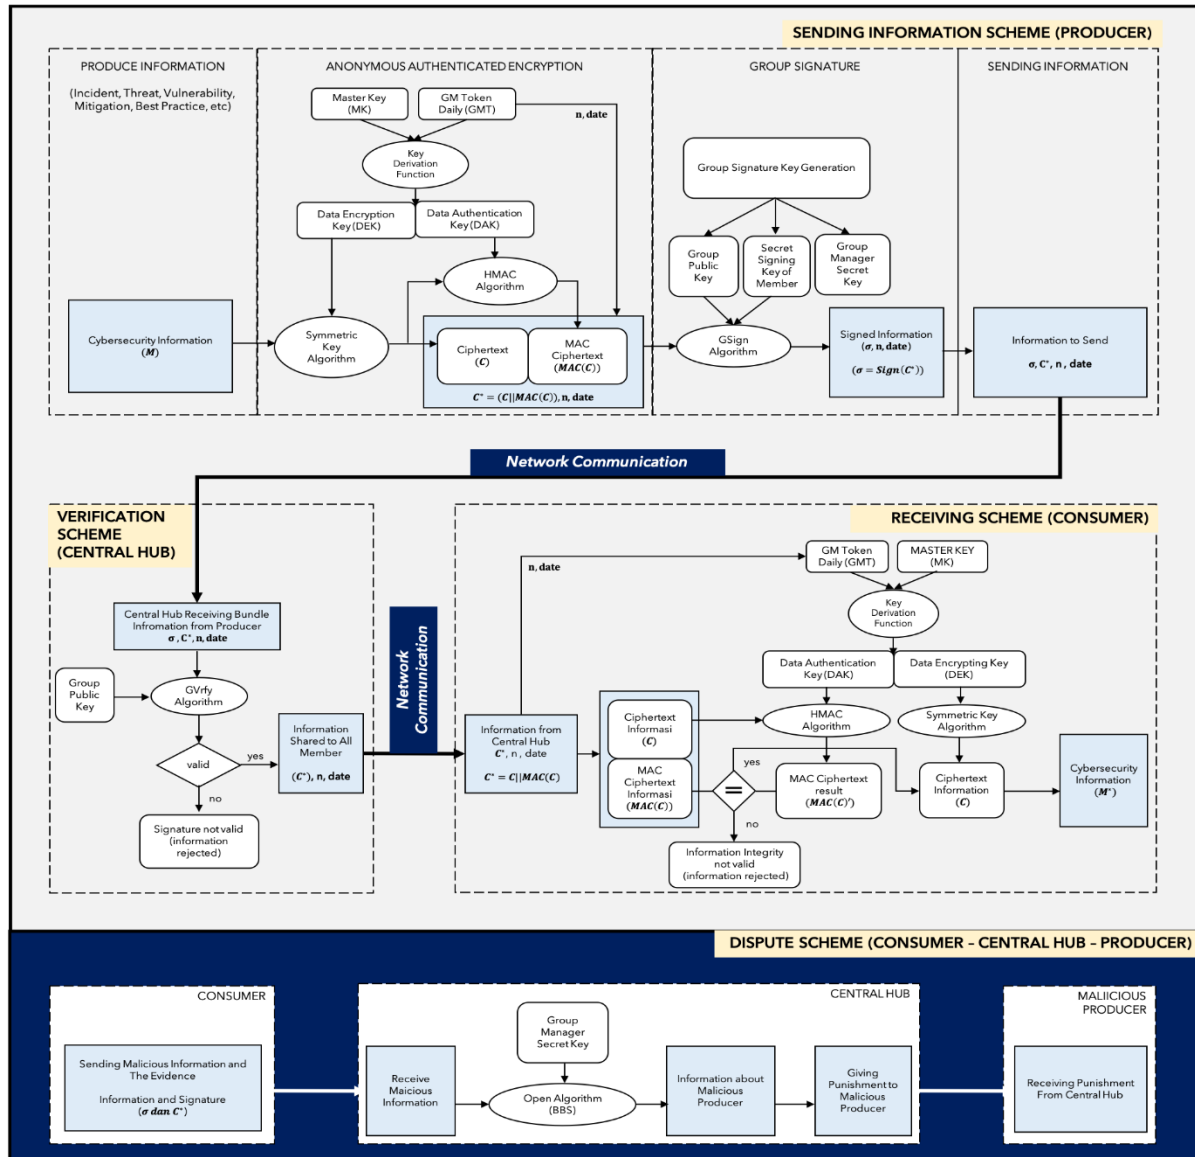 SENDING INFORMATION SCHEME (PRODUCER)
PRODUCE INFORMATION
(Incident, Threat, Vulnerability,
Mitigation, Best Practice, etc)
ANONYMOUS AUTHENTICATED ENCRYPTION
GROUP SIGNATURE
SENDING INFORMATION
Master Key
(MK)
GM Token
Daily (GMT)
n, date
Key
Derivation
Function
Data Encryption
Key (DEK)
Data Authentication
Key (DAK)
HMAC
Algorithm
Cybersecurity Information
(M)
Symmetric
Key
Algorithm
Ciphertext
(C)
MAC
Ciphertext
(MAC(C))
C* = (C||MAC(C)), n, date
Group Signature Key Generation
Group
Public
Key
Secret
Signing
Key of
Member
Group
Manager
Secret
Key
GSign
Algorithm
Signed Information
(σ, n, date)
(σ = Sign(C*))
Information to Send
σ, C*, n , date
Network Communication
VERIFICATION
SCHEME
(CENTRAL HUB)
Central Hub Receiving Bundle
Infromation from Producer
σ , C*, n, date
Group
Public
Key
GVrfy
Algorithm
valid
yes
no
Information
Shared to All
Member
(C*), n, date
Signature not valid
(information
rejected)
Network
Communication
RECEIVING SCHEME (CONSUMER)
n, date
GM Token
Daily (GMT)
MASTER KEY
(MK)
Key
Derivation
Function
Data Authentication
Key (DAK)
Data Encrypting Key
(DEK)
Information from
Central Hub
C*, n, date
C* = C||MAC(C)
Ciphertext
Informasi
(C)
MAC
Ciphertext
Informasi
(MAC(C))
HMAC
Algorithm
Symmetric Key
Algorithm
=
yes
no
MAC Ciphertext
result
(MAC(C)')
Ciphertext
Information
(C)
Cybersecurity
Information
(M*)
Information Integrity
not valid
(information rejected)
DISPUTE SCHEME (CONSUMER – CENTRAL HUB – PRODUCER)
CONSUMER
Sending Malicious Information and
The Evidence
Information and Signature
(σ dan C*)
CENTRAL HUB
Receive
Maicious
Information
Group
Manager
Secret Key
Open Algorithm
(BBS)
Information about
Malicious
Producer
Giving
Punishment to
Malicious
Producer
MALIICIOUS
PRODUCER
Receiving Punishment
From Central Hub